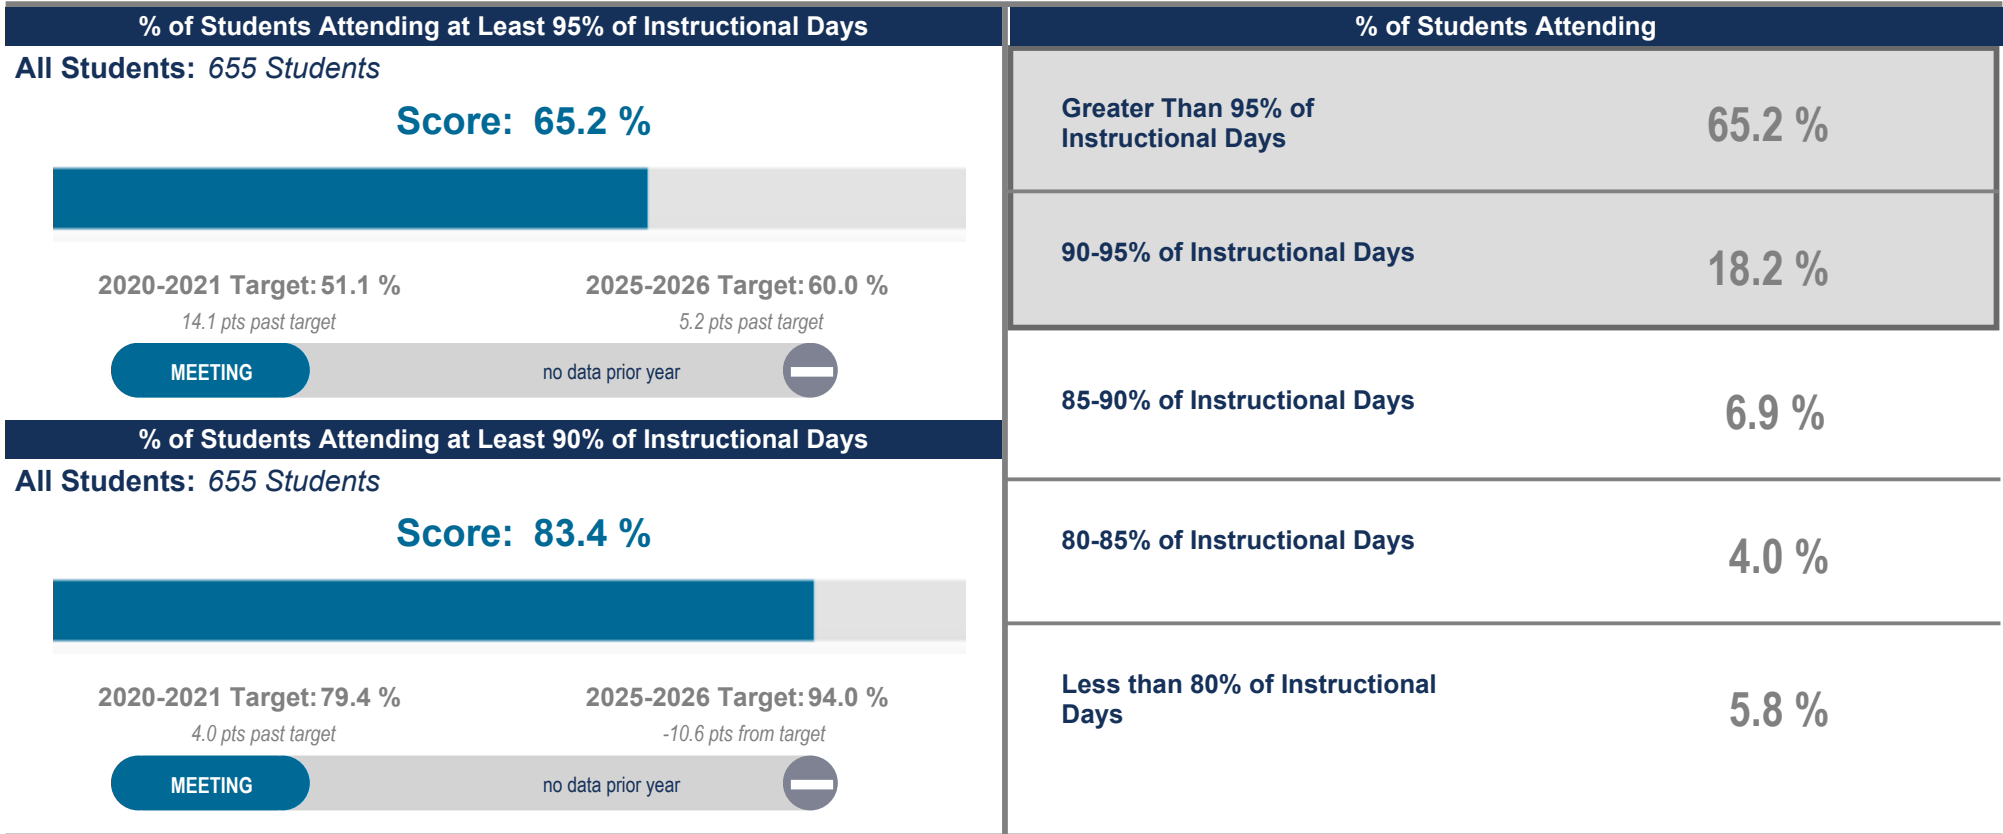 % of Students Attending at Least 95% of Instructional Days
All Students: 655 Students
Score: 65.2 %
2020-2021 Target: 51.1 %
14.1 pts past target
2025-2026 Target: 60.0 %
5.2 pts past target
MEETING
no data prior year
% of Students Attending at Least 90% of Instructional Days
All Students: 655 Students
Score: 83.4 %
2020-2021 Target: 79.4 %
4.0 pts past target
2025-2026 Target: 94.0 %
-10.6 pts from target
MEETING
no data prior year
% of Students Attending
Greater Than 95% of
Instructional Days
65.2 %
90-95% of Instructional Days
18.2 %
85-90% of Instructional Days
6.9 %
80-85% of Instructional Days
4.0 %
Less than 80% of Instructional
Days
5.8 %